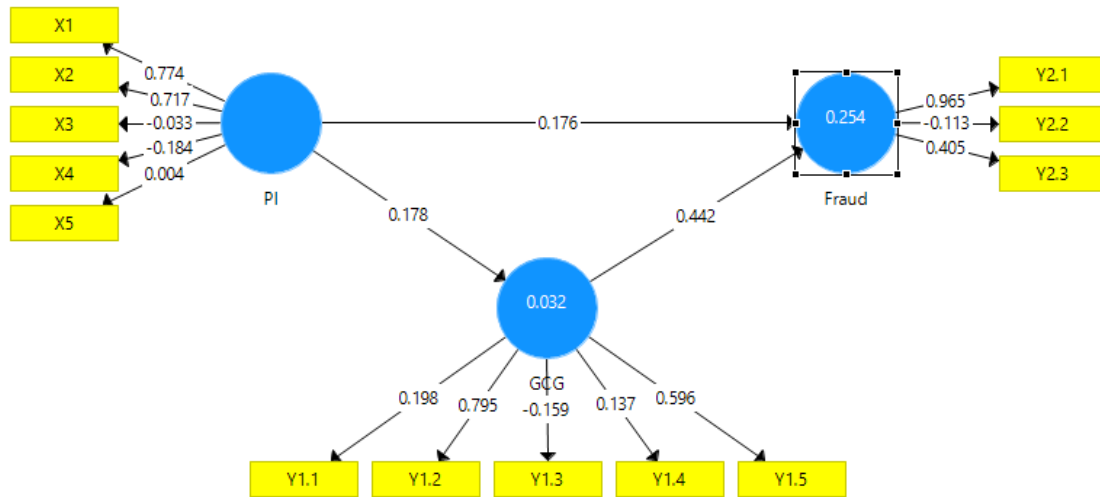 X1
X2
X3
X4
X5
0.774
0.717
-0.033
-0.184
0.004
PI
0.176
0.178
0.442
0.254
Fraud
0.965
-0.113
0.405
Y2.1
Y2.2
Y2.3
0.032
GCG
0.198
0.795
-0.159
0.137
0.596
Y1.1
Y1.2
Y1.3
Y1.4
Y1.5